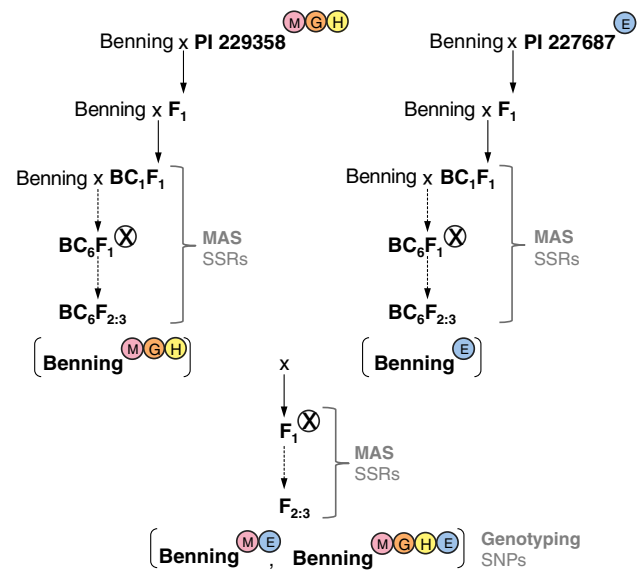 M G H
Benning x PI 229358
Benning x F1
Benning x BC1F1
BC6F1 X
BC6F2:3
MAS
SSRs
Benning M G H
E
Benning x PI 227687
Benning x F1
Benning x BC1F1
BC6F1 X
BC6F2:3
MAS
SSRs
Benning E
x
F1 X
F2:3
MAS
SSRs
Benning M E , Benning M G H E
Genotyping
SNPs